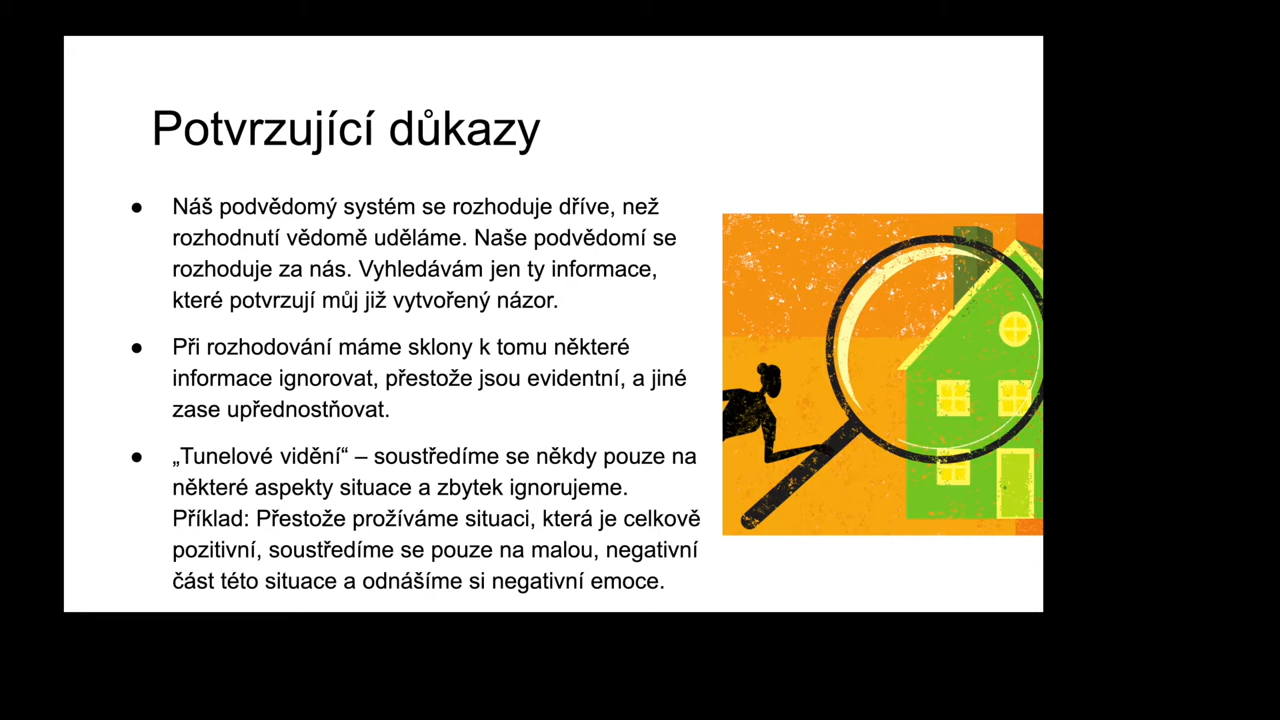 Potvrzující důkazy
● Náš podvědomý systém se rozhoduje dříve, než
rozhodnutí vědomě uděláme. Naše podvědomí se
rozhoduje za nás. Vyhledávám jen ty informace,
které potvrzují můj již vytvořený názor.
● Při rozhodování máme sklony k tomu některé
informace ignorovat, přestože jsou evidentní, a jiné
zase upřednostňovat.
● „Tunelové vidění“ – soustředíme se někdy pouze na
některé aspekty situace a zbytek ignorujeme.
Příklad: Přestože prožíváme situaci, která je celkově
pozitivní, soustředíme se pouze na malou, negativní
část této situace a odnášíme si negativní emoce.